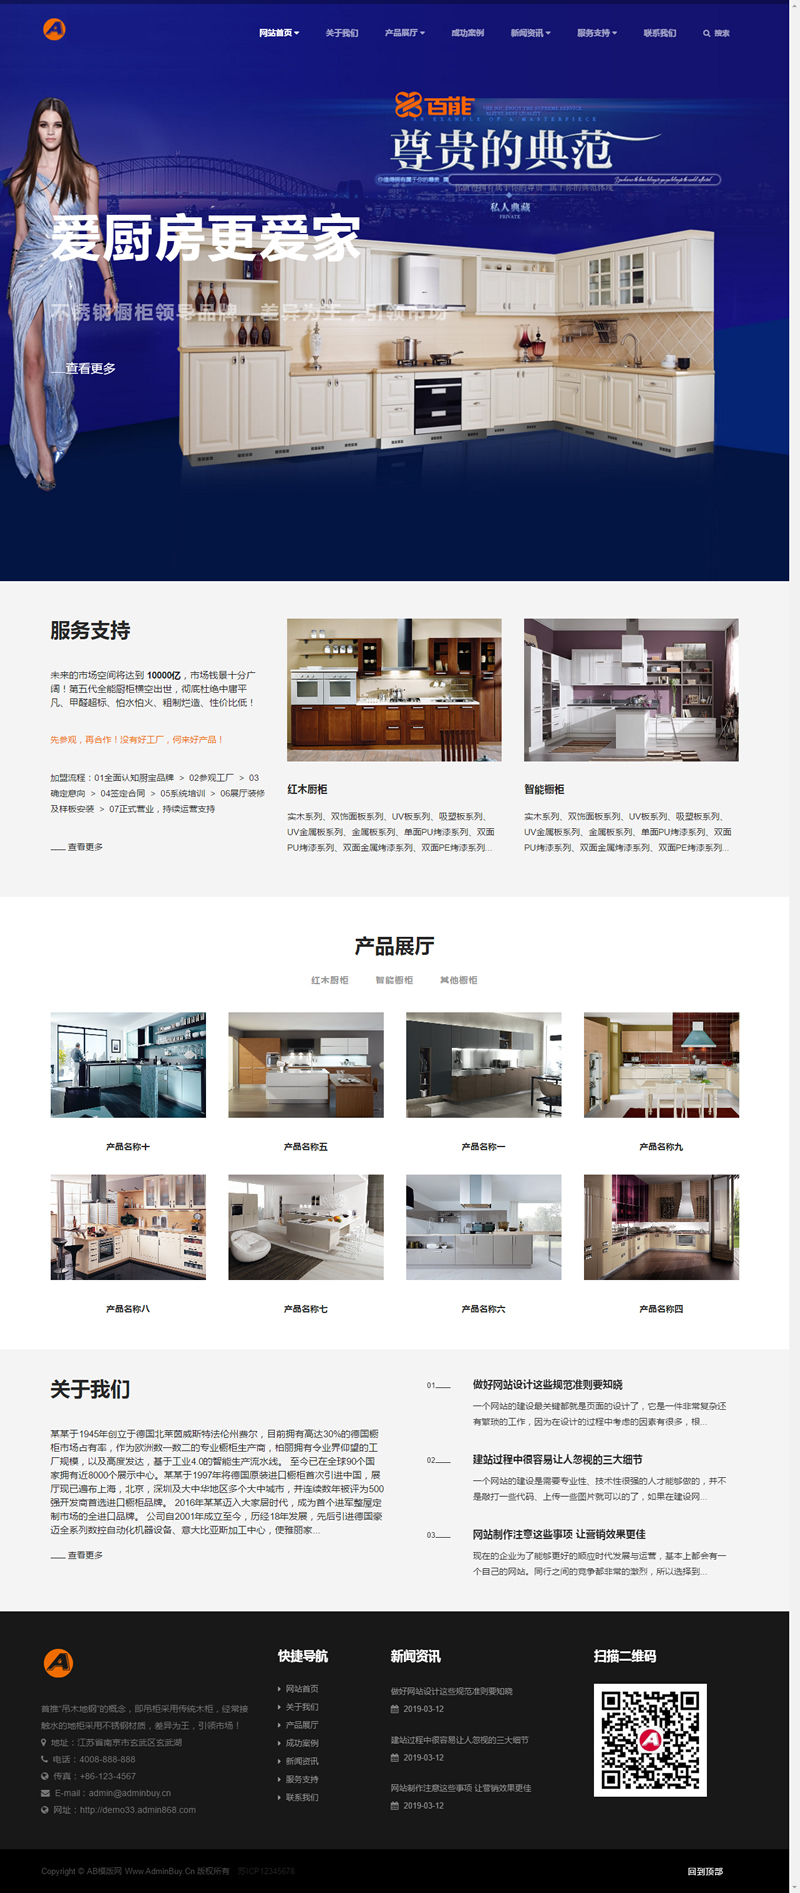 网站首页
关于我们
产品展厅
成功案例
新闻资讯
服务支持
联系我们
搜索
百能
AN EXAMPLE OF A MASTERPIECE
尊贵的典范
私人典藏
PRIVATE
爱厨房更爱家
不锈钢橱柜领导品牌，差异为王，引领市场
查看更多
服务支持
未来的市场空间将达到 10000亿，市场钱景十分广
阔！第五代全能厨柜横空出世，彻底杜绝中庸平
凡、甲醛超标、怕水怕火、粗制烂造、性价比低！
先参观，再合作！没有好工厂，何来好产品！
加盟流程：01全面认知厨宝品牌 > 02参观工厂 > 03
确定意向 > 04签定合同 > 05系统培训 > 06展厅装修
及样板安装 > 07正式营业，持续运营支持
查看更多
红木厨柜
实木系列、双饰面板系列、UV板系列、吸塑板系列、
UV金属板系列、金属板系列、单面PU烤漆系列、双面
PU烤漆系列、双面金属烤漆系列、双面PE烤漆系列...
智能橱柜
实木系列、双饰面板系列、UV板系列、吸塑板系列、
UV金属板系列、金属板系列、单面PU烤漆系列、双面
PU烤漆系列、双面金属烤漆系列、双面PE烤漆系列...
产品展厅
红木厨柜 智能橱柜 其他橱柜
产品名称十
产品名称五
产品名称一
产品名称九
产品名称八
产品名称七
产品名称六
产品名称四
关于我们
某某于1945年创立于德国北莱茵威斯特法伦州费尔，目前拥有高达30%的德国橱
柜市场占有率，作为欧洲数一数二的专业橱柜生产商，柏丽拥有令业界仰望的工
厂规模，以及高度发达，基于工业4.0的智能生产流水线。 至今已在全球90个国
家拥有近8000个展示中心。某某于1997年将德国原装进口橱柜首次引进中国，展
厅现已遍布上海，北京，深圳及大中华地区多个大中城市，并连续数年被评为500
强开发商首选进口橱柜品牌。 2016年某某迈入大家居时代，成为首个进军整屋定
制市场的全进口品牌。 公司自2001年成立至今，历经18年发展，先后引进德国豪
迈全系列数控自动化机器设备、意大比亚斯加工中心，使雅丽家...
查看更多
01
做好网站设计这些规范准则要知晓
一个网站的建设最关键都就是页面的设计了，它是一件非常复杂还
有繁琐的工作，因为在设计的过程中考虑的因素有很多，根...
02
建站过程中很容易让人忽视的三大细节
一个网站的建设是需要专业性、技术性很强的人才能够做的，并不
是敲打一些代码、上传一些图片就可以的了，如果在建设网...
03
网站制作注意这些事项 让营销效果更佳
现在的企业为了能够更好的顺应时代发展与运营，基本上都会有一
个自己的网站。同行之间的竞争都非常的激烈，所以选择到...
首推“吊木地钢”的概念，即吊柜采用传统木柜，经常接
触水的地柜采用不锈钢材质，差异为王，引领市场！
地址：江苏省南京市玄武区玄武湖
电话：4008-888-888
传真：+86-123-4567
E-mail：admin@adminbuy.cn
网址：http://demo33.admin868.com
快捷导航
网站首页
关于我们
产品展厅
成功案例
新闻资讯
服务支持
联系我们
新闻资讯
做好网站设计这些规范准则要知晓
2019-03-12
建站过程中很容易让人忽视的三大细节
2019-03-12
网站制作注意这些事项 让营销效果更佳
2019-03-12
扫描二维码
Copyright © AB模版网 Www.AdminBuy.Cn 版权所有 苏ICP12345678
回到顶部